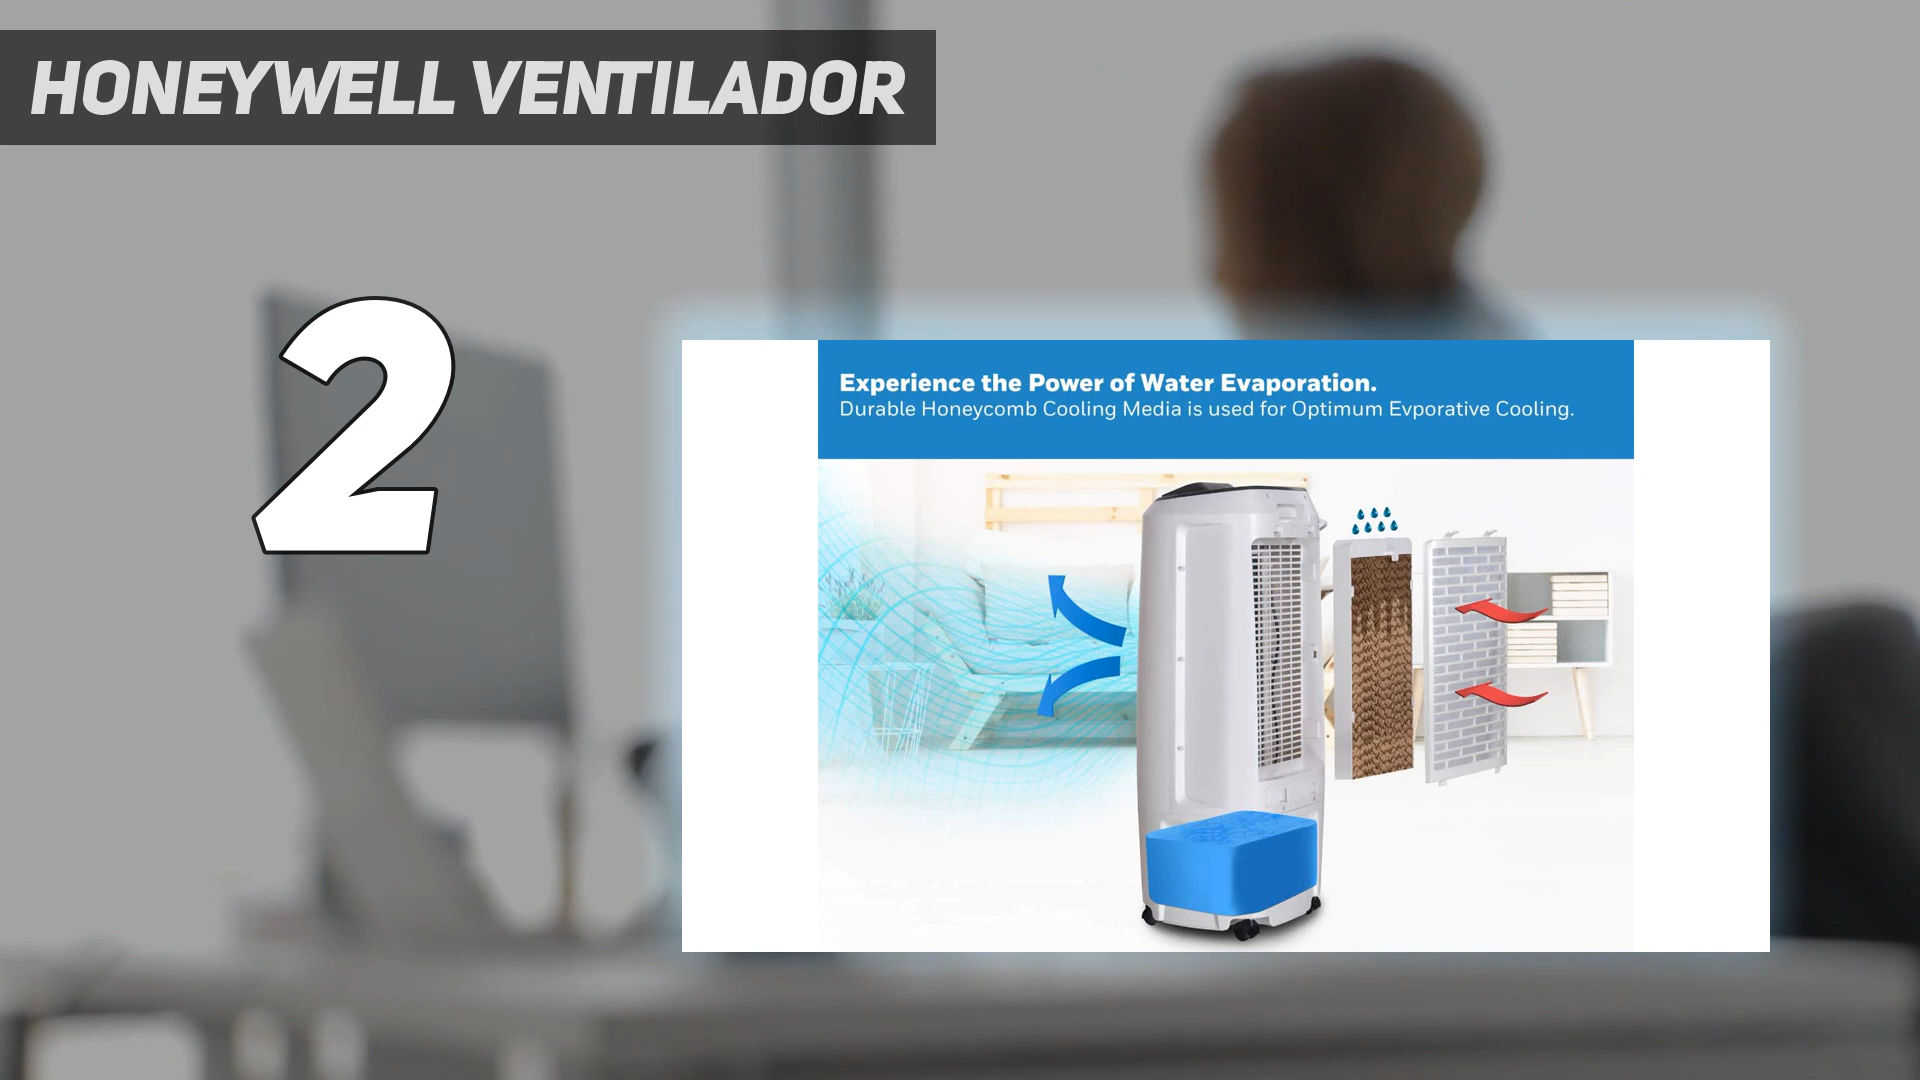 HONEYWELL VENTILADOR
2
Experience the Power of Water Evaporation.
Durable Honeycomb Cooling Media is used for Optimum Evporative Cooling.